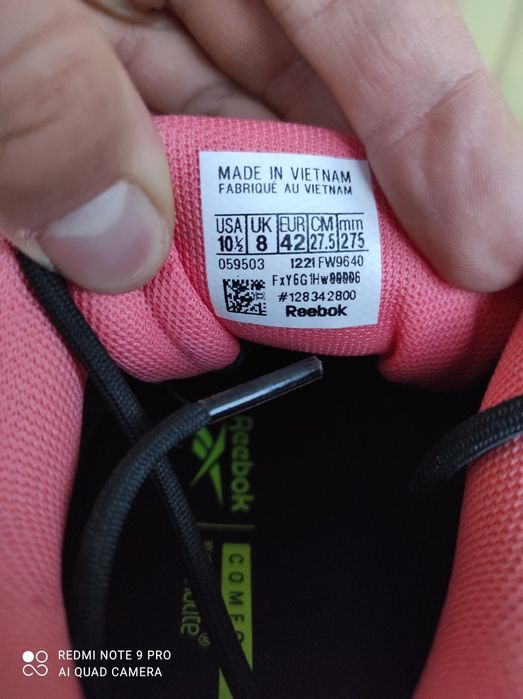 MADE IN VIETNAM
FABRIQUÉ AU VIETNAM
USA UK EUR CM mm
10½ 8 42 27.5 275
059503 1221 FW9640
#128342800
Reebok
Reebok
COMF
REDMI NOTE 9 PRO
AI QUAD CAMERA